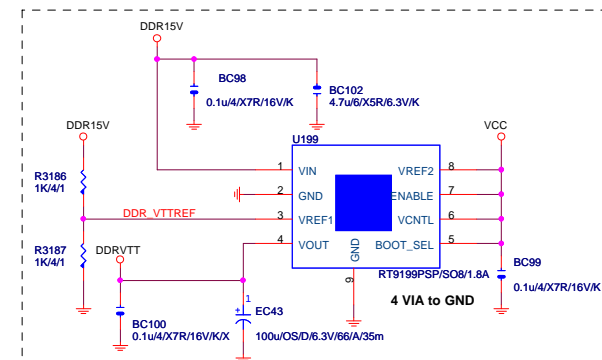 DDR15V
BC98
0.1u/4/X7R/16V/K
BC102
4.7u/6/X5R/6.3V/K
DDR15V
VCC
U199
R3186
1K/4/1
1 VIN
VREF2 8
2 GND
ENABLE 7
DDR_VTTREF
3 VREF1
VCNTL 6
4 VOUT
BOOT_SEL 5
R3187
1K/4/1
DDRVTT
GND
9
RT9199PSP/SO8/1.8A
BC99
0.1u/4/X7R/16V/K
4 VIA to GND
1
+
EC43
BC100
0.1u/4/X7R/16V/K/X
100u/OS/D/6.3V/66/A/35m